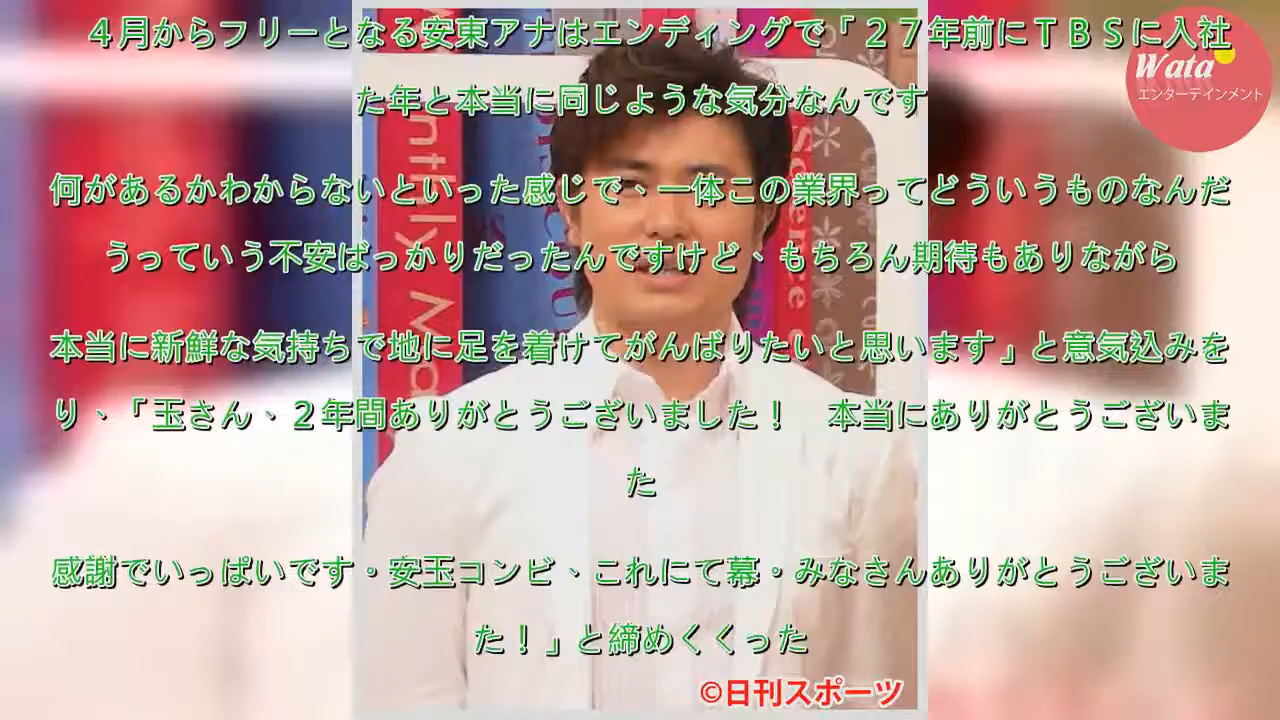 ４月からフリーとなる安東アナはエンディングで「２７年前にＴＢＳに入社
た年と本当に同じような気分なんです
何があるかわからないといった感じで、一体この業界ってどういうものなんだ
うっていう不安ばっかりだったんですけど、もちろん期待もありながら
本当に新鮮な気持ちで地に足を着けてがんばりたいと思います」と意気込みを
り、「玉さん、２年間ありがとうございました！　本当にありがとうございま
た
感謝でいっぱいです・安玉コンビ、これにて幕・みなさんありがとうございま
た！」と締めくくった
Wata
エンターテインメント
©日刊スポーツ